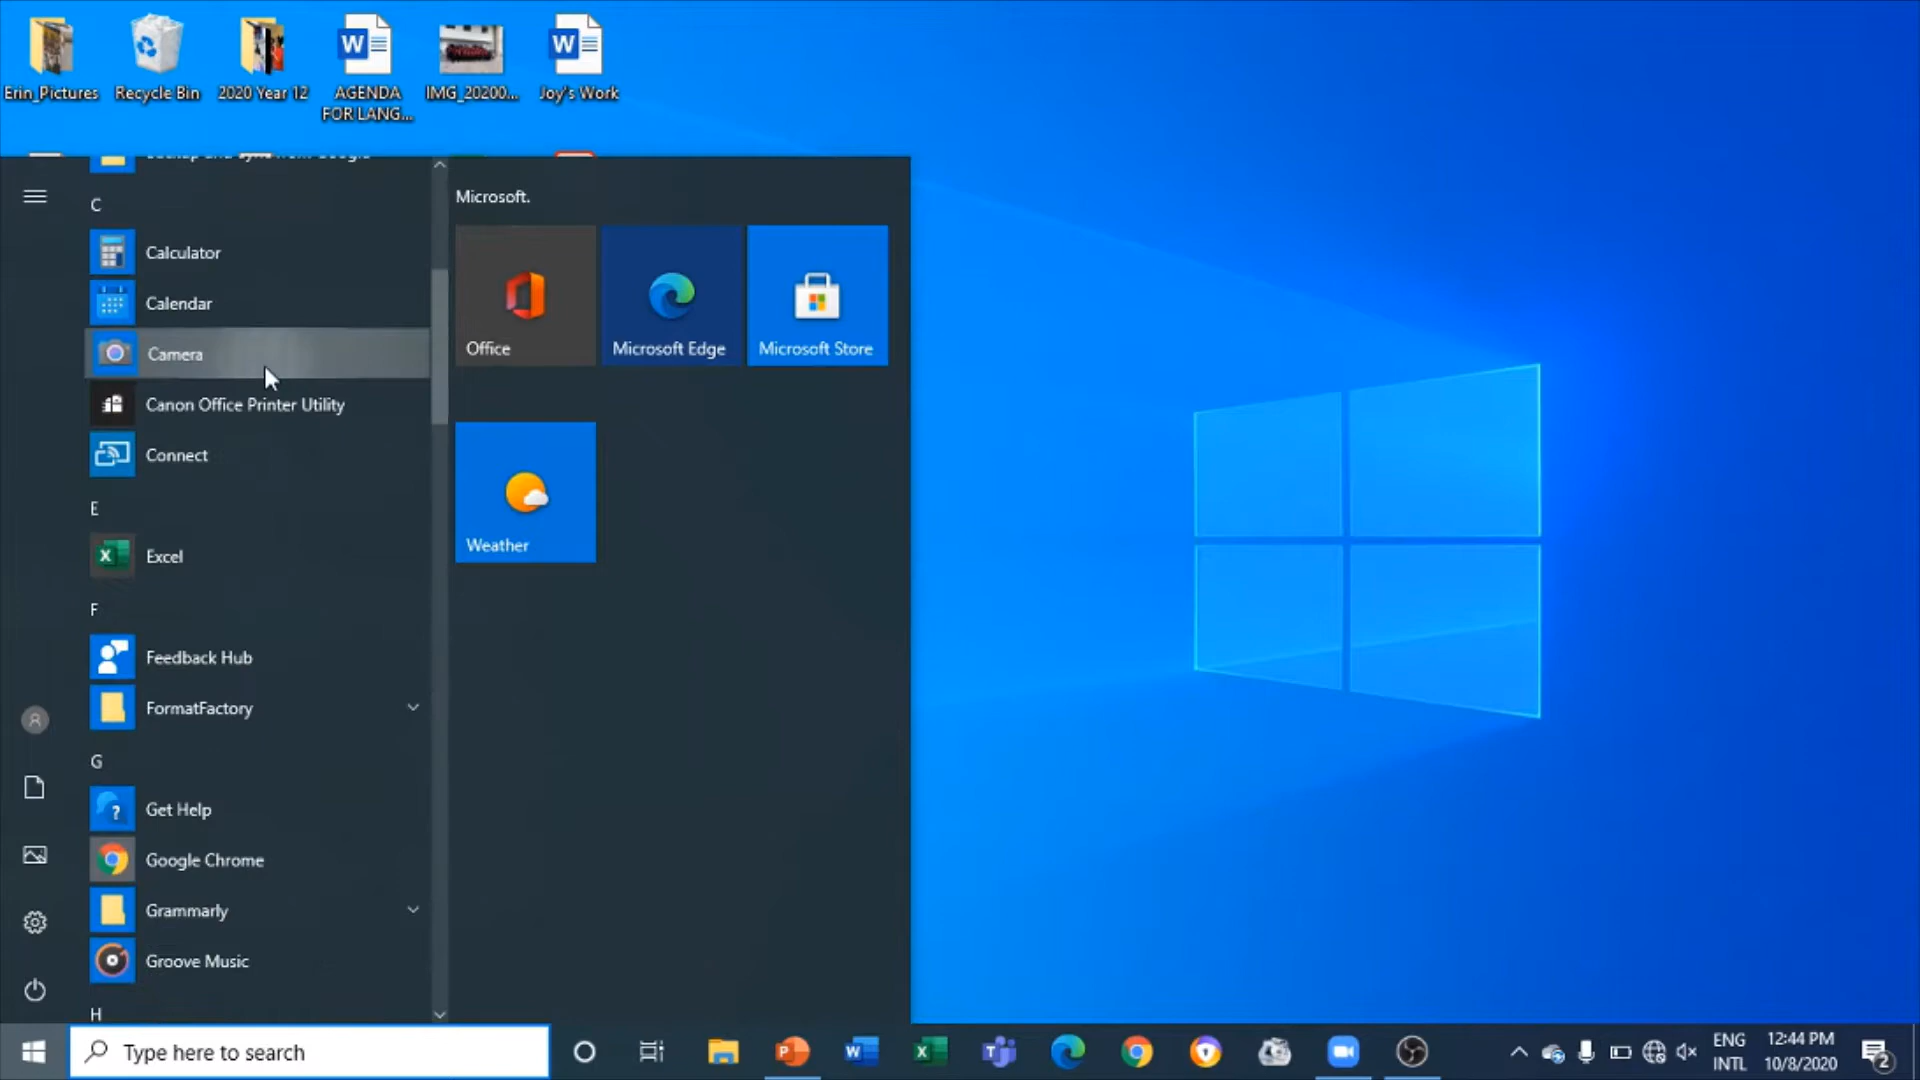 Erin_Pictures
Recycle Bin
2020 Year 12
AGENDA
FOR LANG...
IMG_20200...
Joy's Work
C
Calculator
Calendar
Camera
Canon Office Printer Utility
Connect
E
Excel
F
Feedback Hub
FormatFactory
G
Get Help
Google Chrome
Grammarly
Groove Music
H
Microsoft.
Office
Microsoft Edge
Microsoft Store
Weather
Type here to search
ENG
INTL
12:44 PM
10/8/2020
2